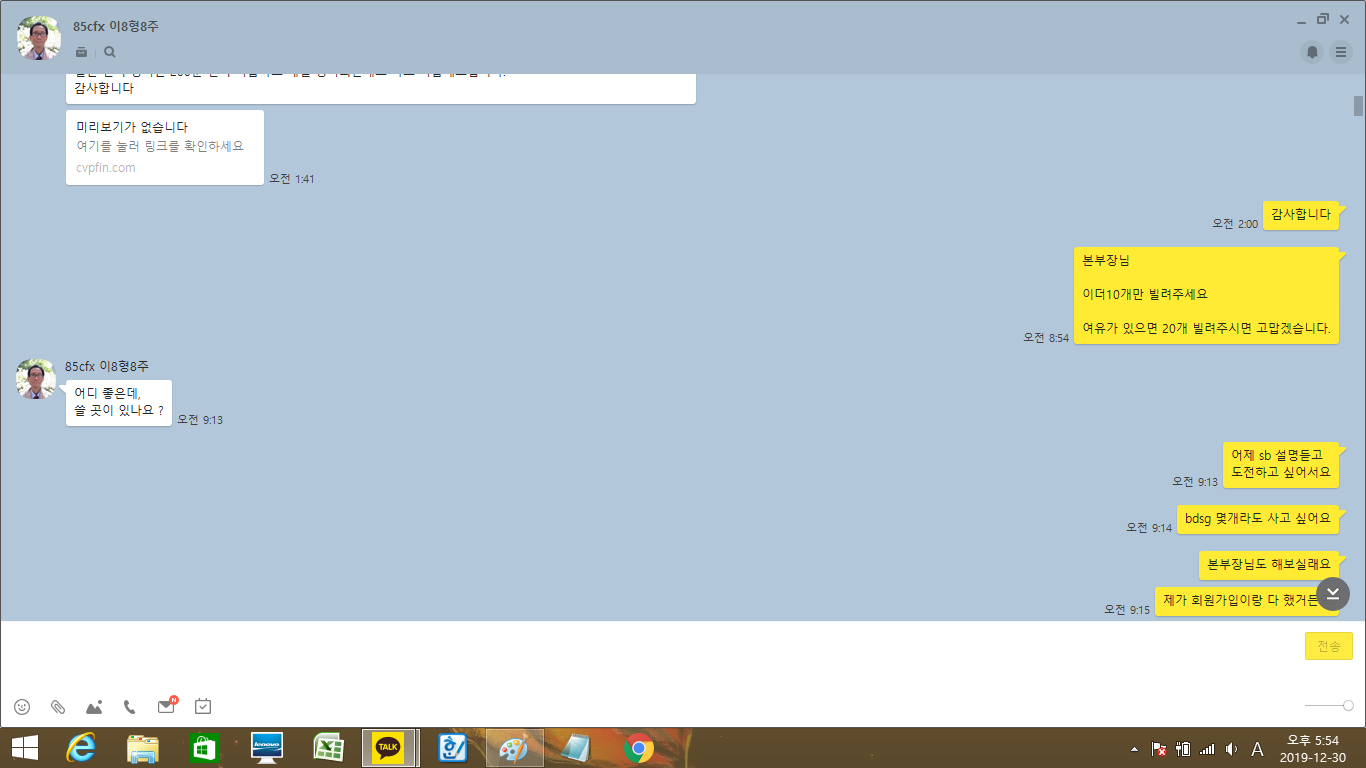 85cfx 이8형8주
감사합니다
미리보기가 없습니다
여기를 눌러 링크를 확인하세요
cvpfin.com
오전 1:41
감사합니다
오전 2:00
본부장님
이더10개만 빌려주세요
여유가 있으면 20개 빌려주시면 고맙겠습니다.
오전 8:54
85cfx 이8형8주
어디 좋은데,
쓸 곳이 있나요 ?
오전 9:13
어제 sb 설명듣고
도전하고 싶어서요
오전 9:13
bdsg 몇개라도 사고 싶어요
오전 9:14
본부장님도 해보실래요
제가 회원가입이랑 다 했거든
오전 9:15
전송
N
lenovo
TALK
A
오후 5:54
2019-12-30